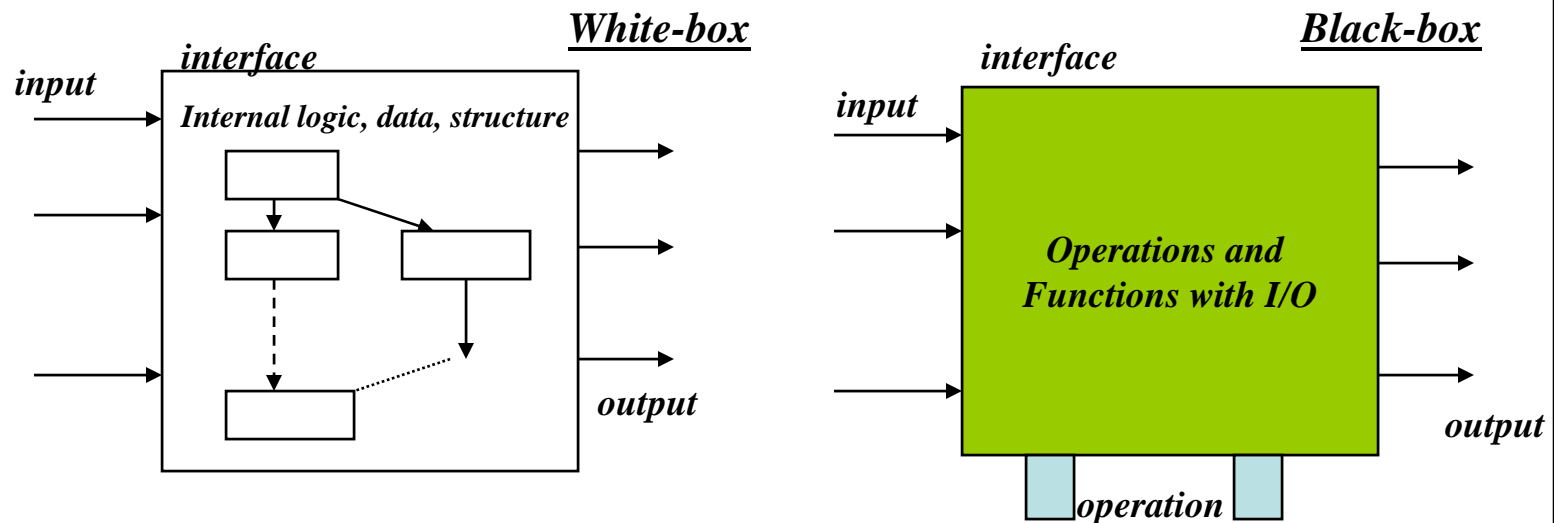 White-box
interface
input
Internal logic, data, structure
output
Black-box
interface
input
Operations and
Functions with I/O
output
operation